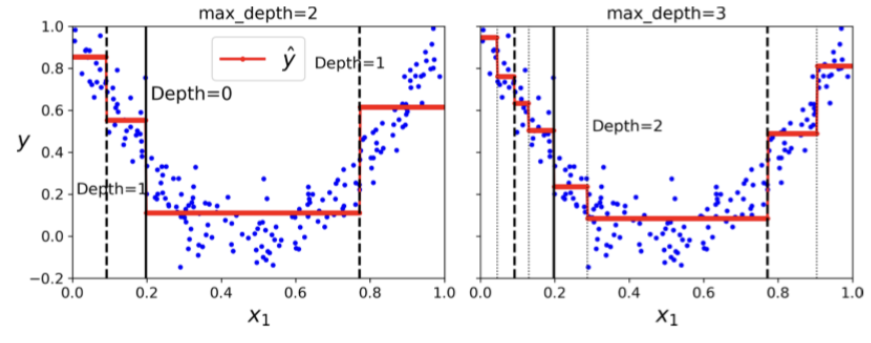 max_depth=2
1.0
0.8
0.6
0.4
0.2
0.0
−0.2
y
ŷ
Depth=1
Depth=0
Depth=1
0.0 0.2 0.4 0.6 0.8 1.0
x₁
max_depth=3
Depth=2
0.0 0.2 0.4 0.6 0.8 1.0
x₁